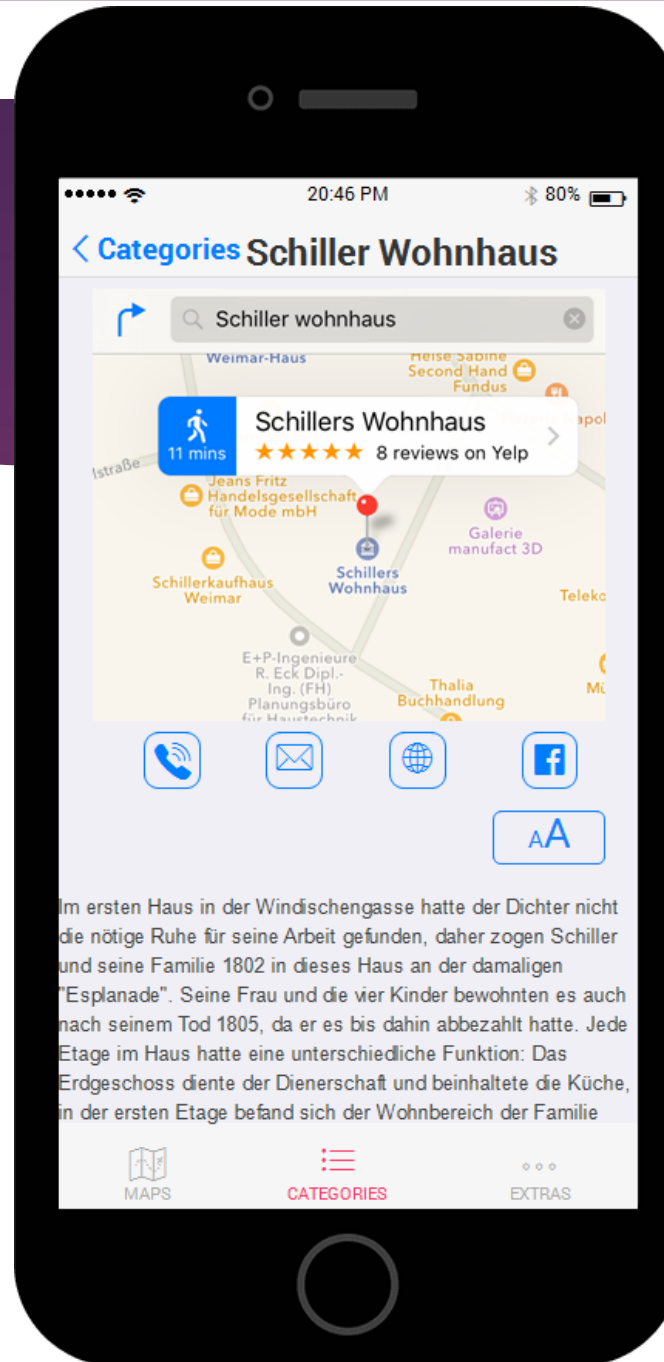 20:46 PM
80%
Categories Schiller Wohnhaus
Schiller wohnhaus
Weimar-Haus
Heise Sabine
Second Hand
Fundus
11 mins
Schillers Wohnhaus
8 reviews on Yelp
apol
lstraße
Jeans Fritz
Handelsgesellschaft
für Mode mbH
Galerie
manufact 3D
Schillerkaufhaus
Weimar
Schillers
Wohnhaus
Teleko
E+P-Ingenieure
R. Eck Dipl.-
Ing. (FH)
Planungsbüro
für Haustechnik
Thalia
Buchhandlung
Mü
AA
Im ersten Haus in der Windischengasse hatte der Dichter nicht
die nötige Ruhe für seine Arbeit gefunden, daher zogen Schiller
und seine Familie 1802 in dieses Haus an der damaligen
"Esplanade". Seine Frau und die vier Kinder bewohnten es auch
nach seinem Tod 1805, da er es bis dahin abbezahlt hatte. Jede
Etage im Haus hatte eine unterschiedliche Funktion: Das
Erdgeschoss diente der Dienerschaft und beinhaltete die Küche,
in der ersten Etage befand sich der Wohnbereich der Familie
MAPS
CATEGORIES
EXTRAS